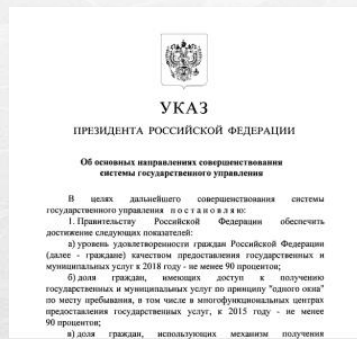 УКАЗ
ПРЕЗИДЕНТА РОССИЙСКОЙ ФЕДЕРАЦИИ
Об основных направлениях совершенствования
системы государственного управления
В целях дальнейшего совершенствования системы
государственного управления п о с т а н о в л я ю:
1. Правительству Российской Федерации обеспечить
достижение следующих показателей:
а) уровень удовлетворенности граждан Российской Федерации
(далее - граждане) качеством предоставления государственных и
муниципальных услуг к 2018 году - не менее 90 процентов;
б) доля граждан, имеющих доступ к получению
государственных и муниципальных услуг по принципу "одного окна"
по месту пребывания, в том числе в многофункциональных центрах
предоставления государственных услуг, к 2015 году - не менее
90 процентов;
в) доля граждан, использующих механизм получения